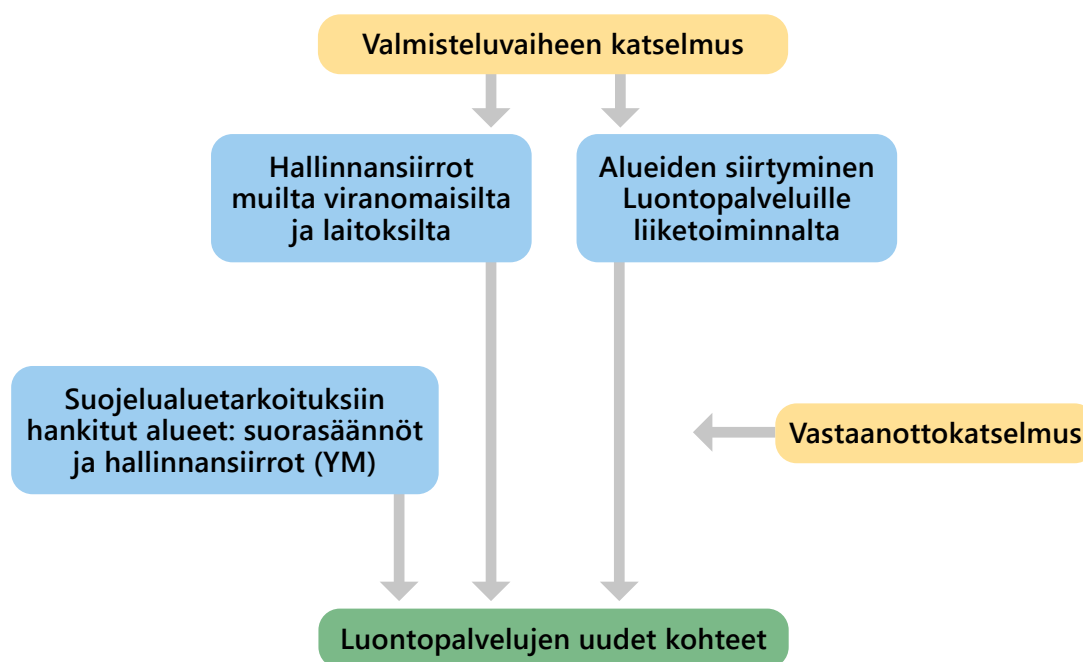 Valmisteluvaiheen katselmus
Hallinnansiirrot
muilta viranomaisilta
ja laitoksilta
Alueiden siirtyminen
Luontopalveluille
liiketoiminnalta
Suojelualuetarkoituksiin
hankitut alueet: suorasäännöt
ja hallinnansiirrot (YM)
Vastaanottokatselmus
Luontopalvelujen uudet kohteet